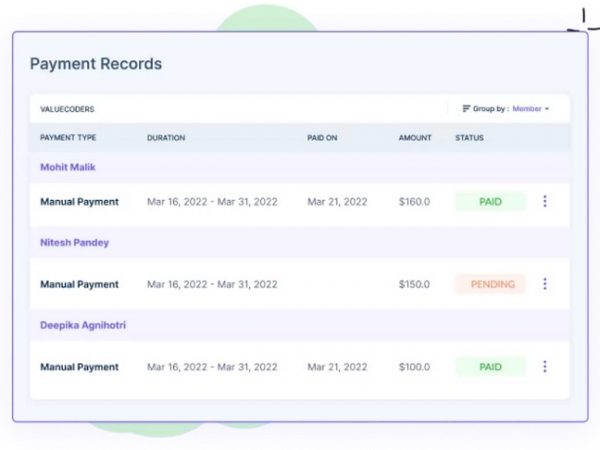 Payment Records
VALUECODERS Group by : Member
PAYMENT TYPE DURATION PAID ON AMOUNT STATUS
Mohit Malik
Manual Payment Mar 16, 2022 - Mar 31, 2022 Mar 21, 2022 $160.0 PAID
Nitesh Pandey
Manual Payment Mar 16, 2022 - Mar 31, 2022 $150.0 PENDING
Deepika Agnihotri
Manual Payment Mar 16, 2022 - Mar 31, 2022 Mar 21, 2022 $100.0 PAID